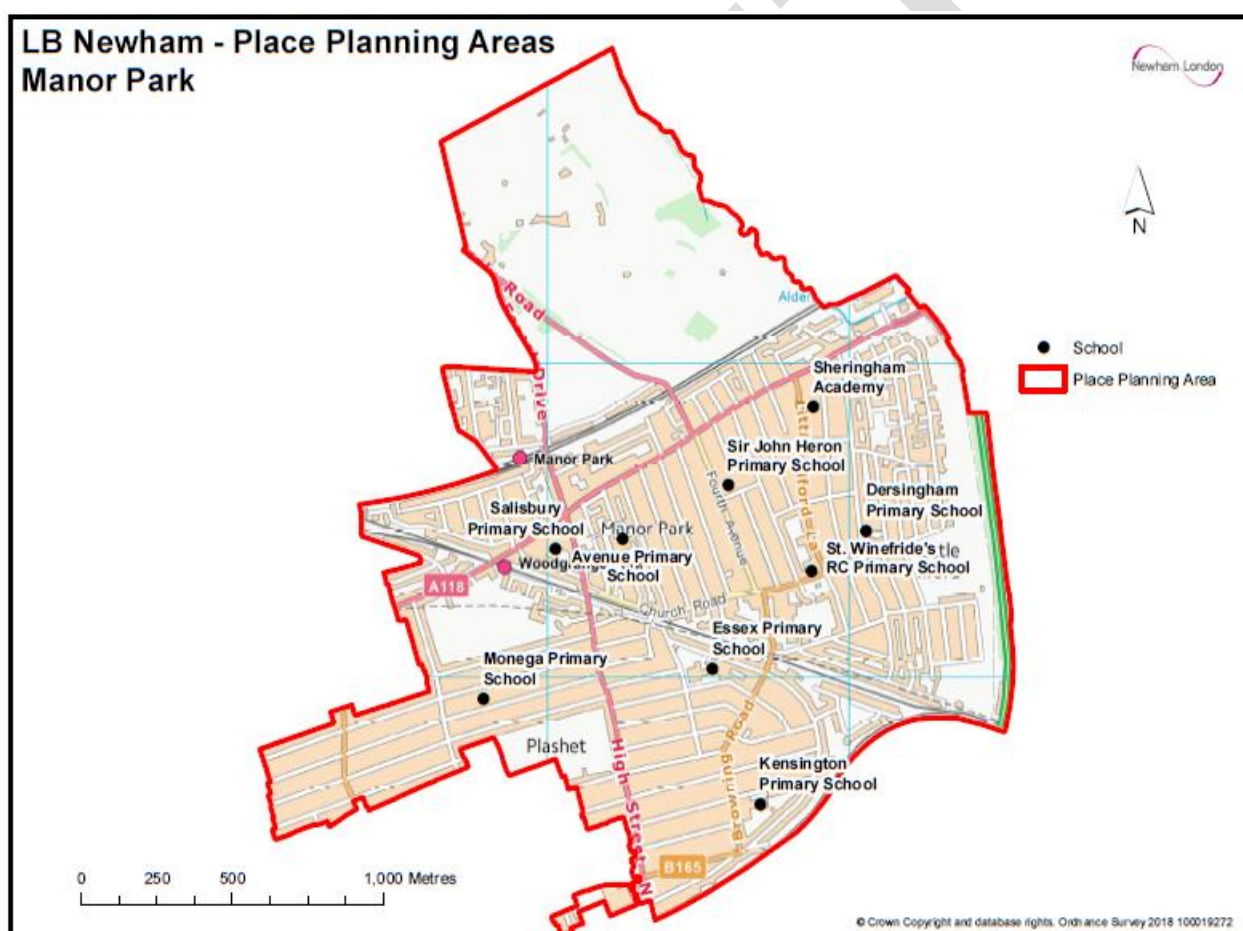 LB Newham - Place Planning Areas
Manor Park
Newham London
N
School
Place Planning Area
Road
Drive
Alder
Sheringham
Academy
Manor Park
Sir John Heron
Primary School
Fourth Avenue
Dersingham
Primary School
Salisbury
Primary School
Manor Park
Avenue Primary
School
St. Winefride's
RC Primary School
tle
A118
Church Road
Essex Primary
School
Monega Primary
School
Plashet
High Street N
Browning Road
Kensington
Primary School
B165
0 250 500 1,000 Metres
© Crown Copyright and database rights. Ordnance Survey 2018 100019272